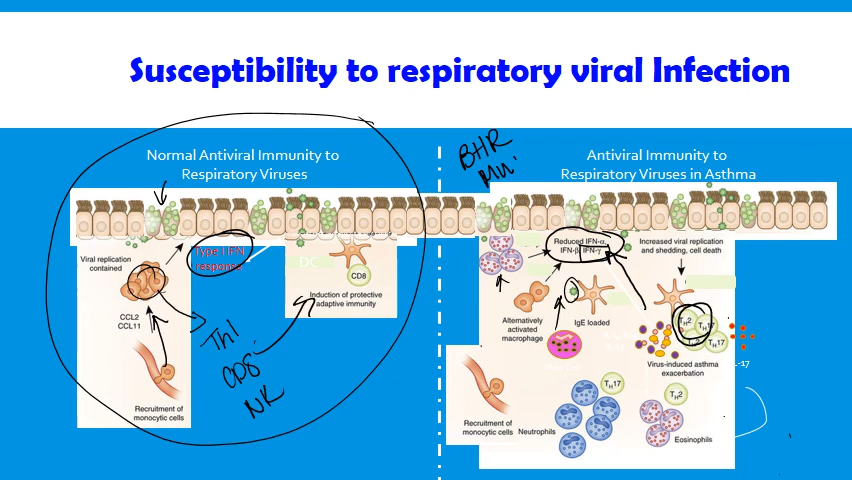 Susceptibility to respiratory viral Infection
Normal Antiviral Immunity to
Respiratory Viruses
Viral replication
contained
Type I IFN
response
DC
CD8
Induction of protective
adaptive immunity
CCL2
CCL11
Th1
CD8
NK
Recruitment of
monocytic cells
BHR
Antiviral Immunity to
Respiratory Viruses in Asthma
Reduced IFN-α,
IFN-β, IFN-γ
Increased viral replication
and shedding, cell death
Alternatively
activated
macrophage
IgE loaded
TH2
TH17
TH2
TH17
Virus-induced asthma
exacerbation
-17
TH17
TH2
Recruitment of
monocytic cells
Neutrophils
Eosinophils